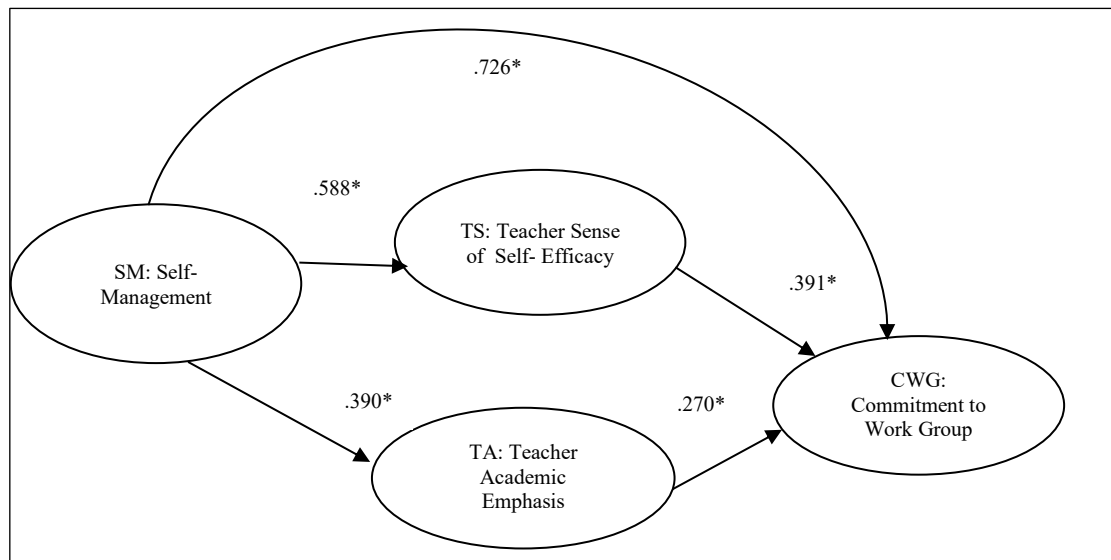 .726*
.588*
TS: Teacher Sense
of Self- Efficacy
SM: Self-
Management
.391*
CWG:
Commitment to
Work Group
.390*
.270*
TA: Teacher
Academic
Emphasis